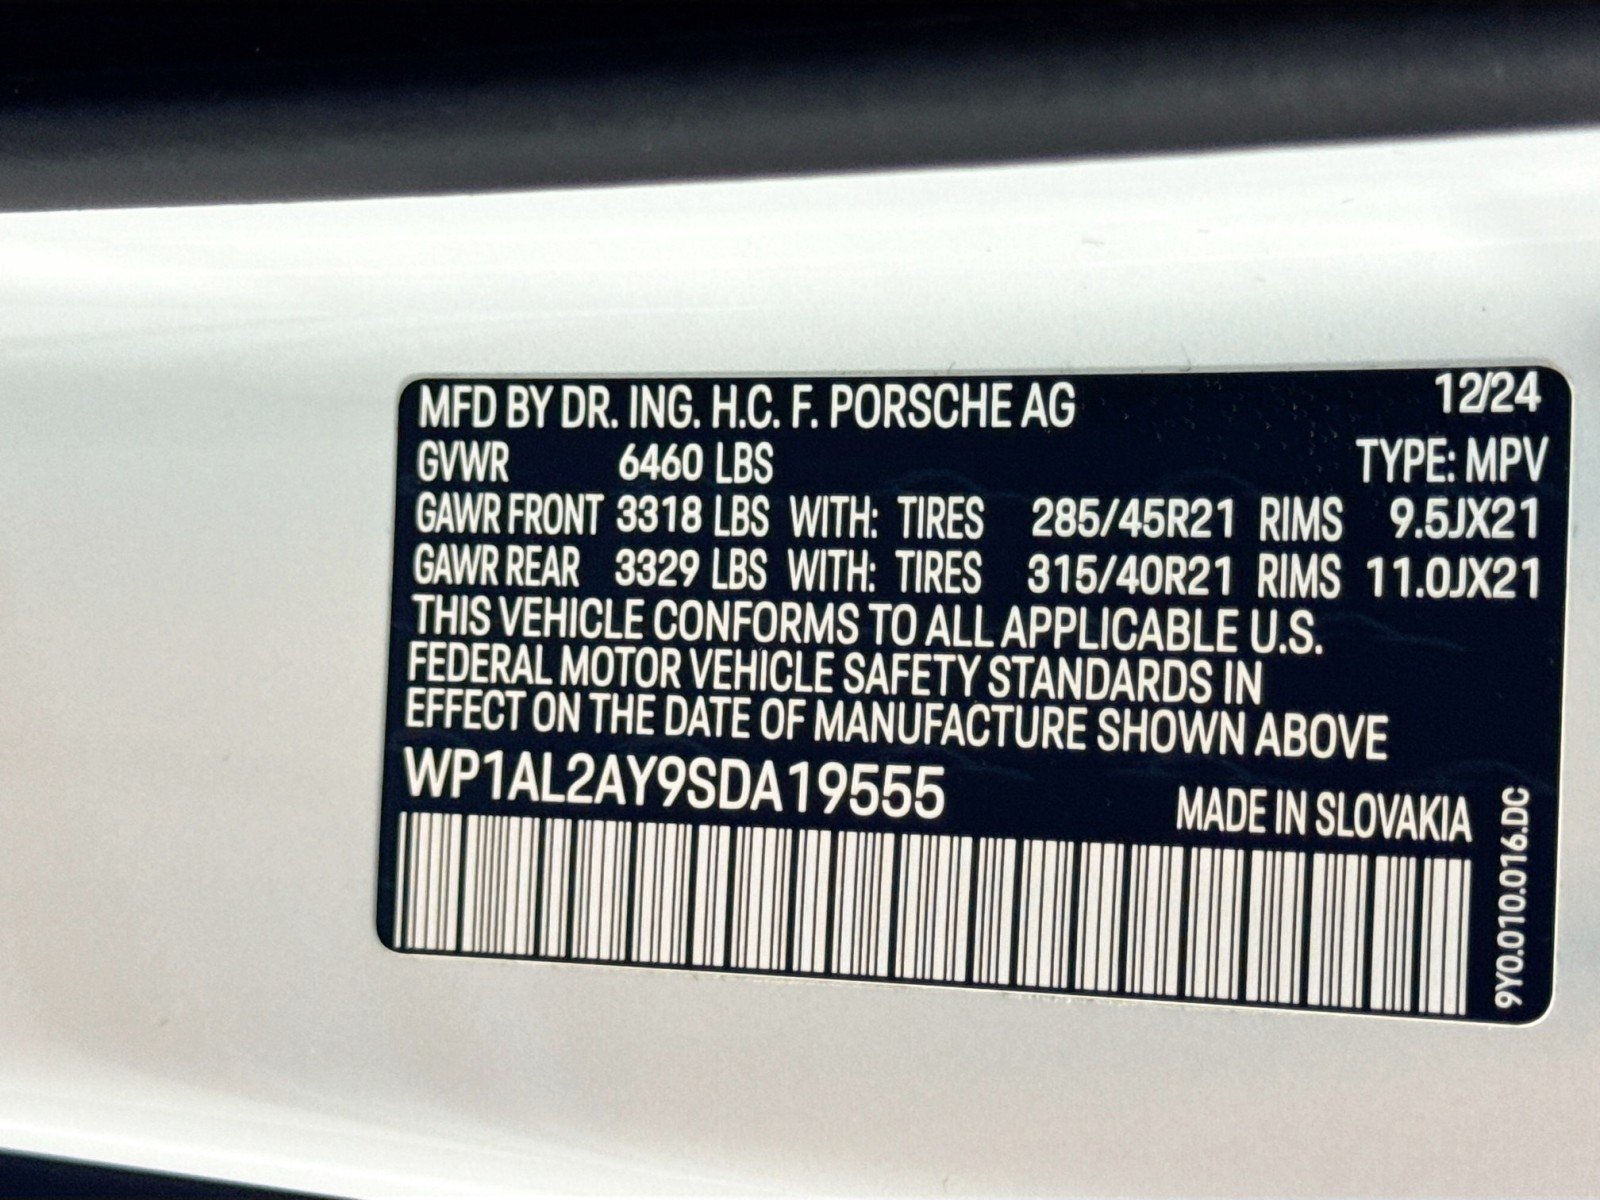 MFD BY DR. ING. H.C. F. PORSCHE AG 12/24
GVWR 6460 LBS TYPE: MPV
GAWR FRONT 3318 LBS WITH: TIRES 285/45R21 RIMS 9.5JX21
GAWR REAR 3329 LBS WITH: TIRES 315/40R21 RIMS 11.0JX21
THIS VEHICLE CONFORMS TO ALL APPLICABLE U.S.
FEDERAL MOTOR VEHICLE SAFETY STANDARDS IN
EFFECT ON THE DATE OF MANUFACTURE SHOWN ABOVE
WP1AL2AY9SDA19555
MADE IN SLOVAKIA
9Y0.010.016.DC